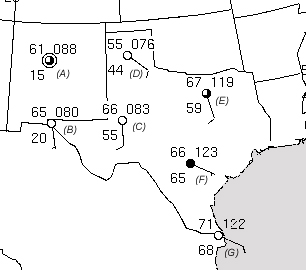 61 088
15 (A)
55 076
44 (D)
67 119
59 (E)
65 080
20 (B)
66 083
55 (C)
66 123
65 (F)
71 122
68 (G)